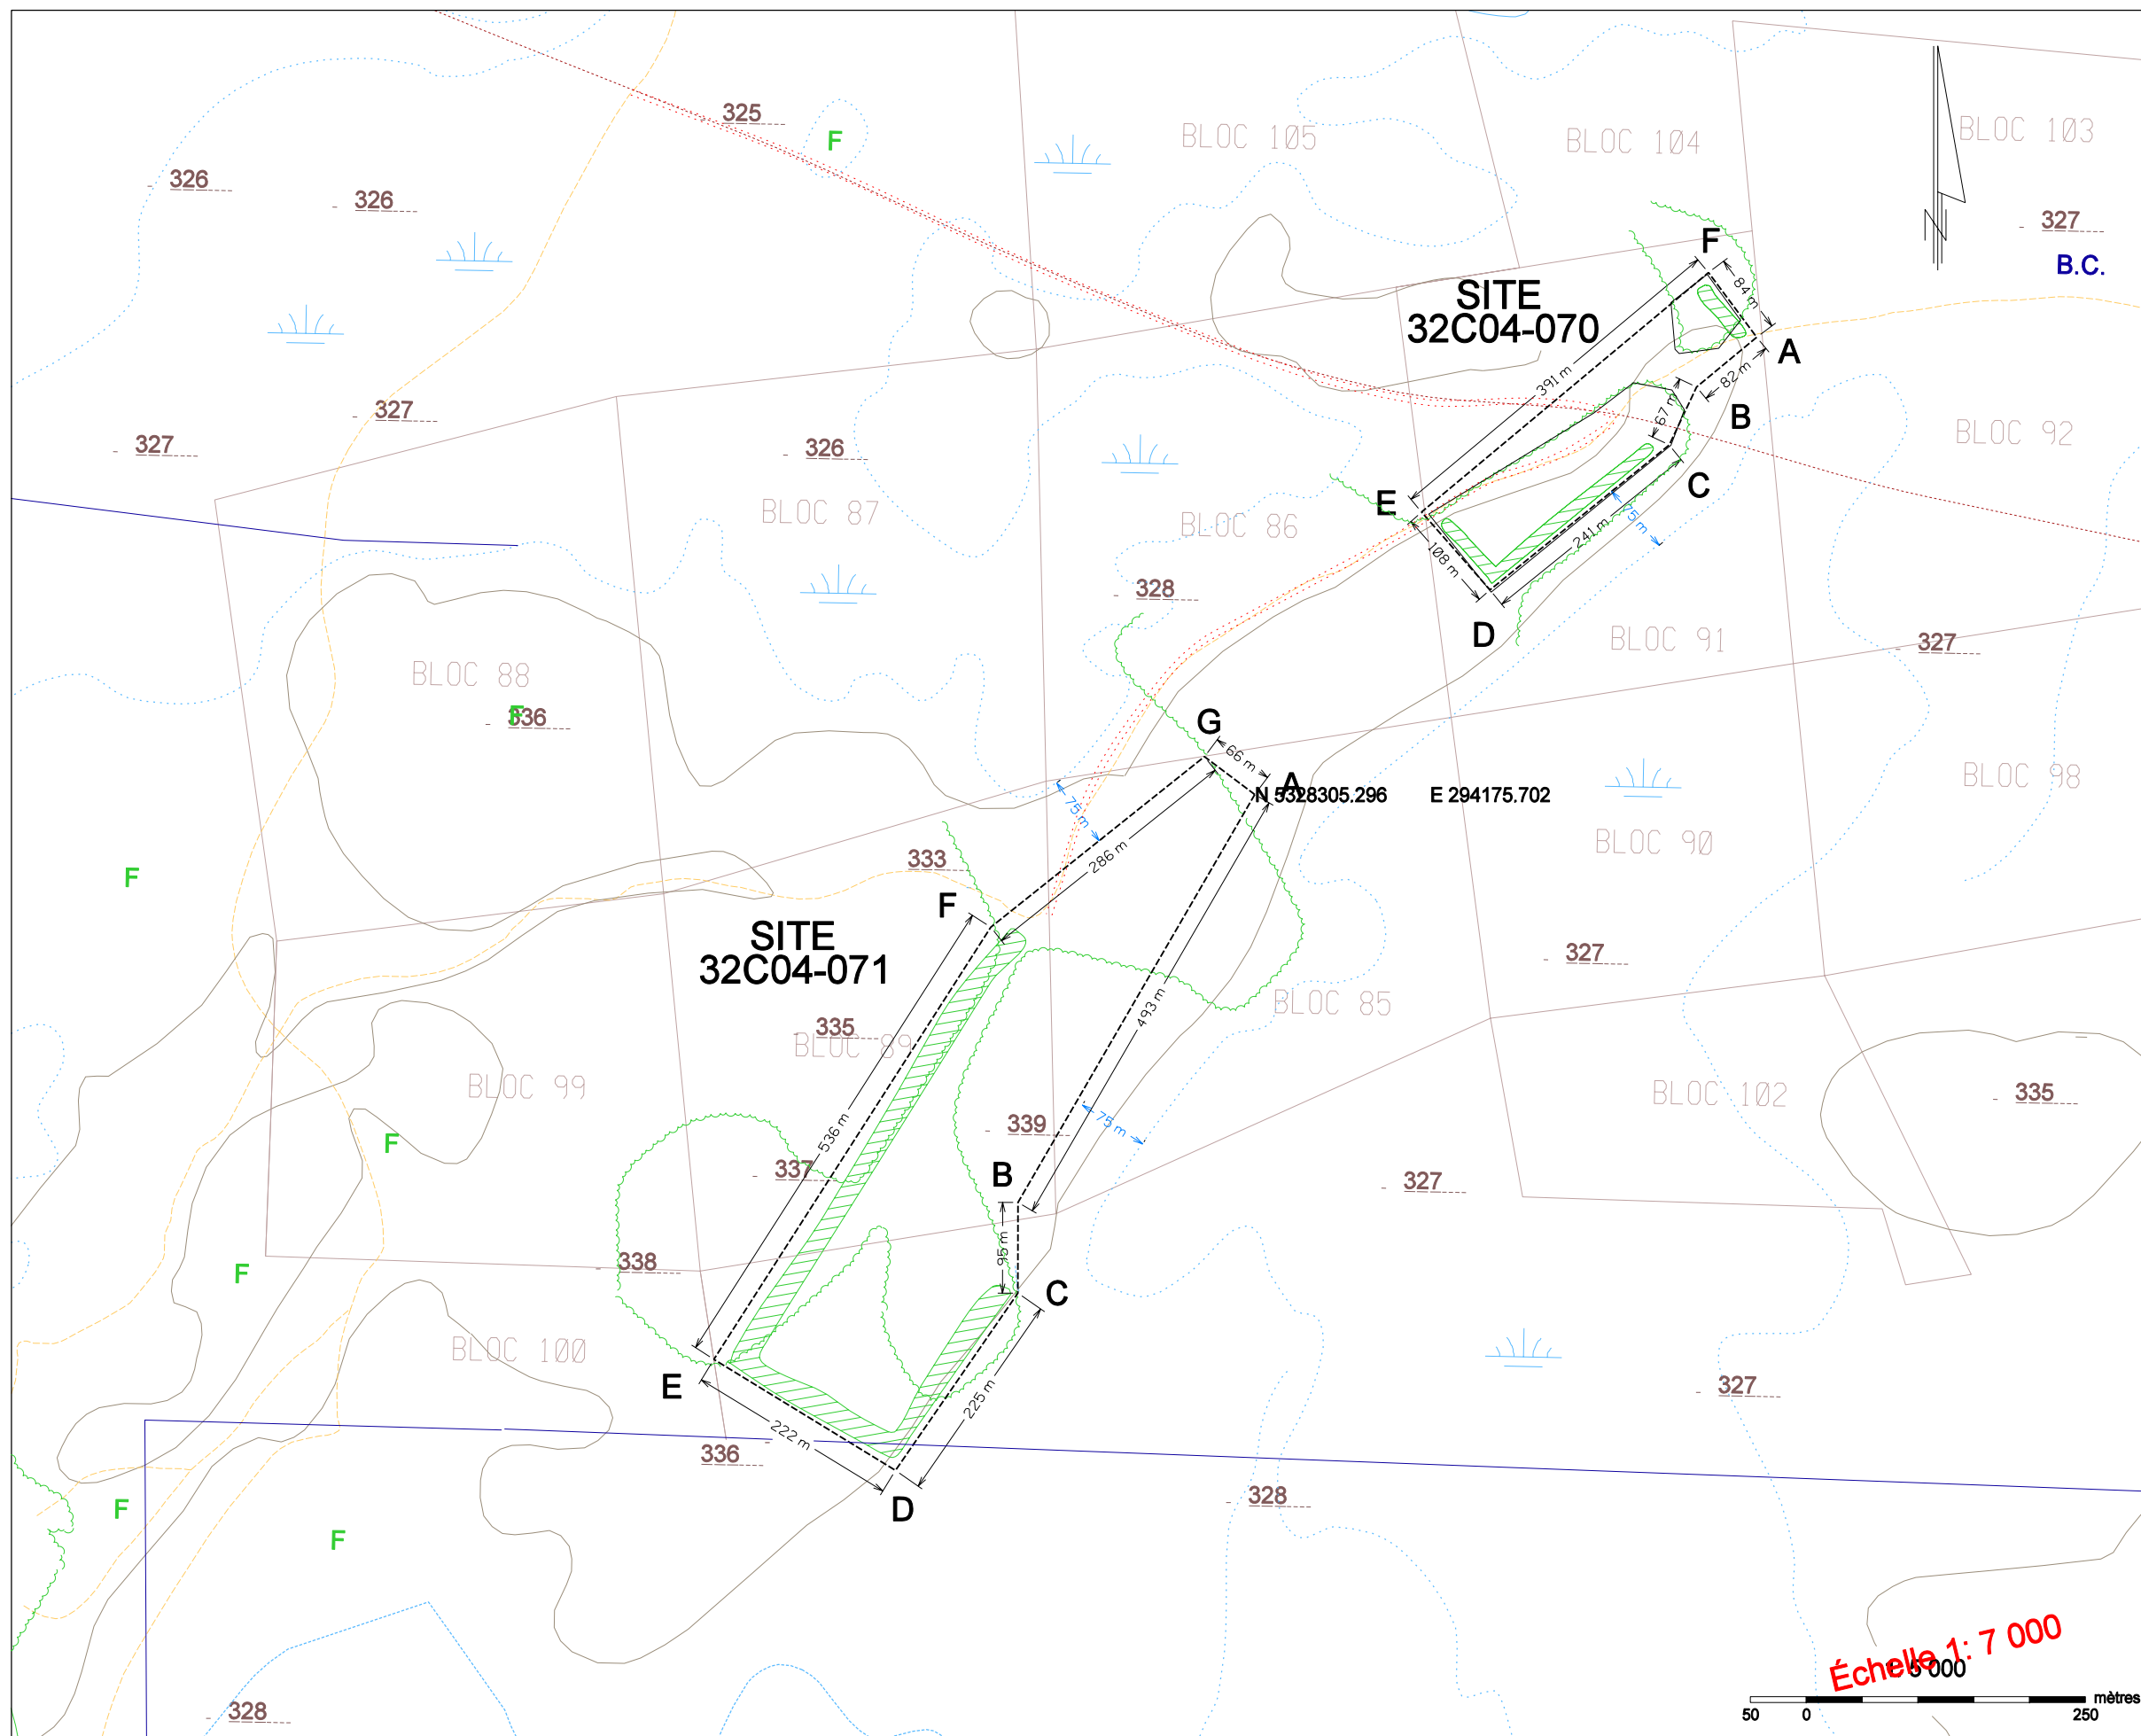 325
F
BLOC 105
BLOC 104
BLOC 103
326
326
327
B.C.
N
F
84 m
SITE
32C04-070
A
391 m
82 m
B
67 m
327
327
326
BLOC 92
BLOC 87
BLOC 86
E
C
75 m
241 m
108 m
328
D
BLOC 91
327
BLOC 88
F
336
G
66 m
A
N 5328305.296 E 294175.702
BLOC 98
75 m
BLOC 90
286 m
333
F
F
SITE
32C04-071
327
493 m
BLOC 85
335
BLOC 89
BLOC 99
BLOC 102
335
75 m
339
536 m
F
337
B
327
95 m
338
F
C
BLOC 100
E
225 m
327
222 m
336
D
328
F
F
Échelle 1: 7 000
1: 5 000
mètres
50 0 250
328